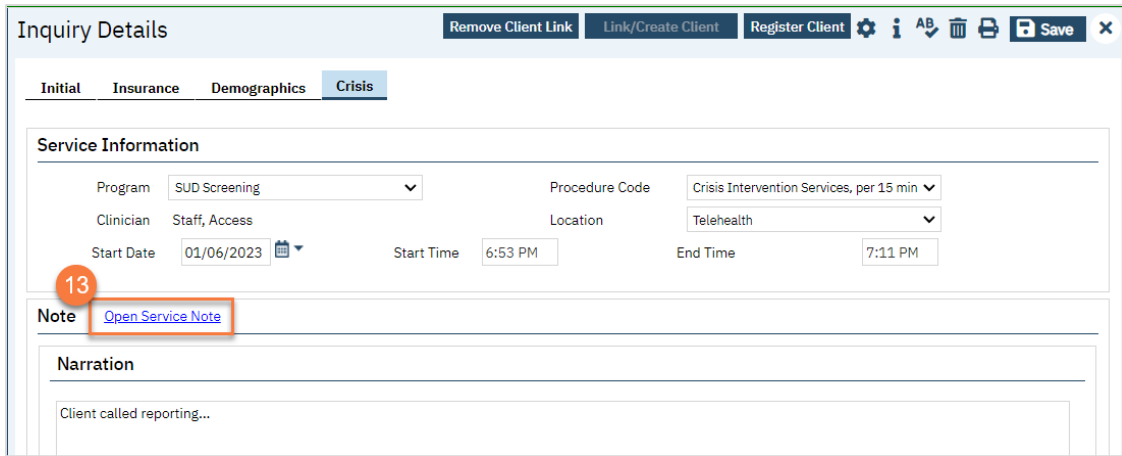 Inquiry Details Remove Client Link Link/Create Client Register Client i AB Save
Initial Insurance Demographics Crisis
Service Information
Program SUD Screening Procedure Code Crisis Intervention Services, per 15 min
Clinician Staff, Access Location Telehealth
Start Date 01/06/2023 Start Time 6:53 PM End Time 7:11 PM
13
Note Open Service Note
Narration
Client called reporting...